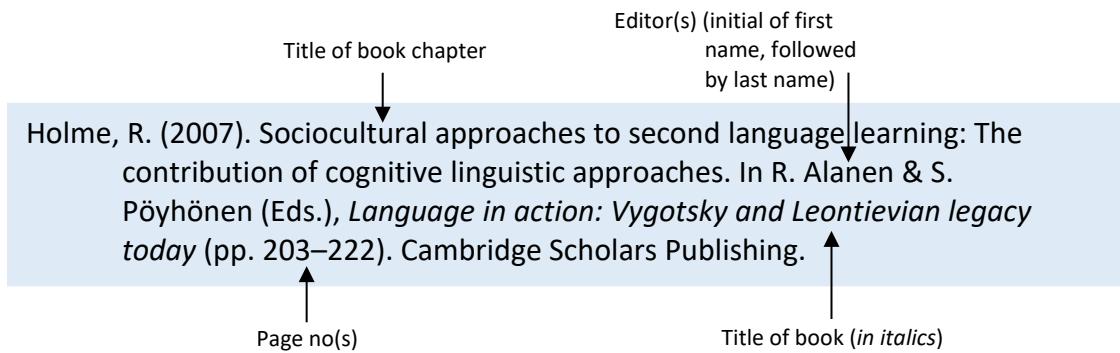 Editor(s) (initial of first
name, followed
by last name)
Title of book chapter
Holme, R. (2007). Sociocultural approaches to second language learning: The
contribution of cognitive linguistic approaches. In R. Alanen & S.
Pöyhönen (Eds.), Language in action: Vygotsky and Leontievian legacy
today (pp. 203–222). Cambridge Scholars Publishing.
Page no(s)
Title of book (in italics)